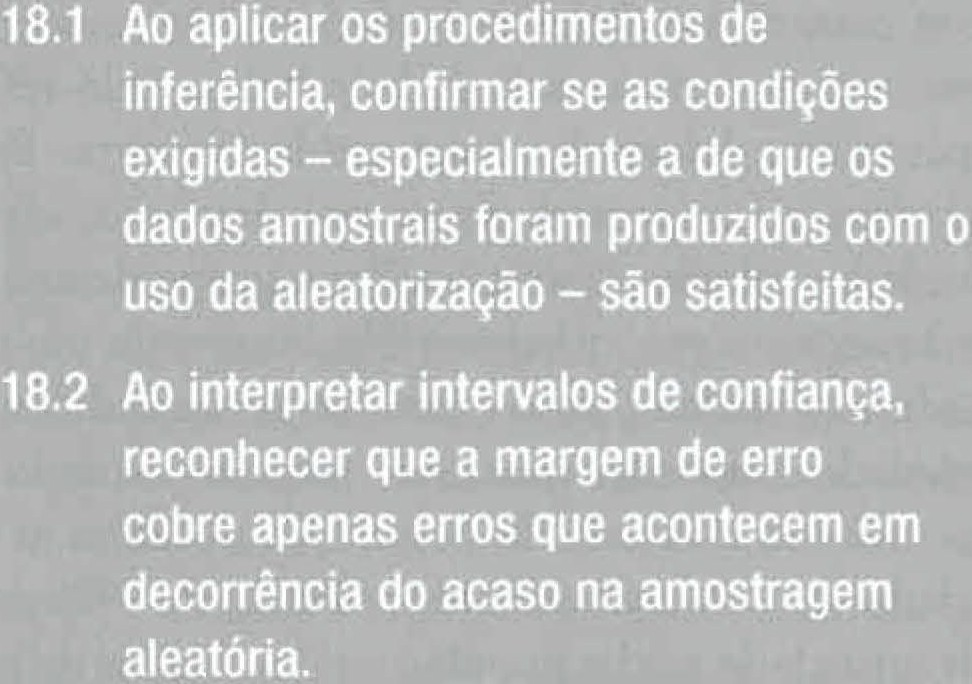 18.1 Ao aplicar os procedimentos de
inferência, confirmar se as condições
exigidas – especialmente a de que os
dados amostrais foram produzidos com o
uso da aleatorização – são satisfeitas.
18.2 Ao interpretar intervalos de confiança,
reconhecer que a margem de erro
cobre apenas erros que acontecem em
decorrência do acaso na amostragem
aleatória.